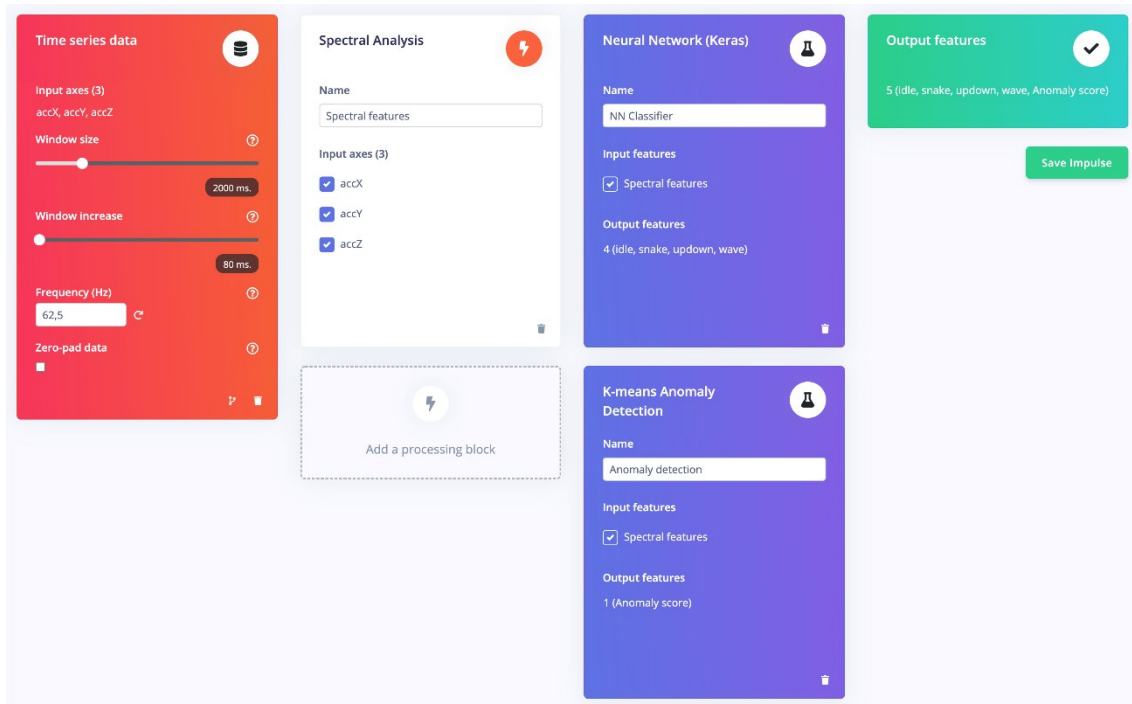 Time series data
Input axes (3)
accX, accY, accZ
Window size
2000 ms.
Window increase
80 ms.
Frequency (Hz)
62,5
Zero-pad data
Spectral Analysis
Name
Spectral features
Input axes (3)
accX
accY
accZ
Add a processing block
Neural Network (Keras)
Name
NN Classifier
Input features
Spectral features
Output features
4 (idle, snake, updown, wave)
K-means Anomaly
Detection
Name
Anomaly detection
Input features
Spectral features
Output features
1 (Anomaly score)
Output features
5 (idle, snake, updown, wave, Anomaly score)
Save Impulse